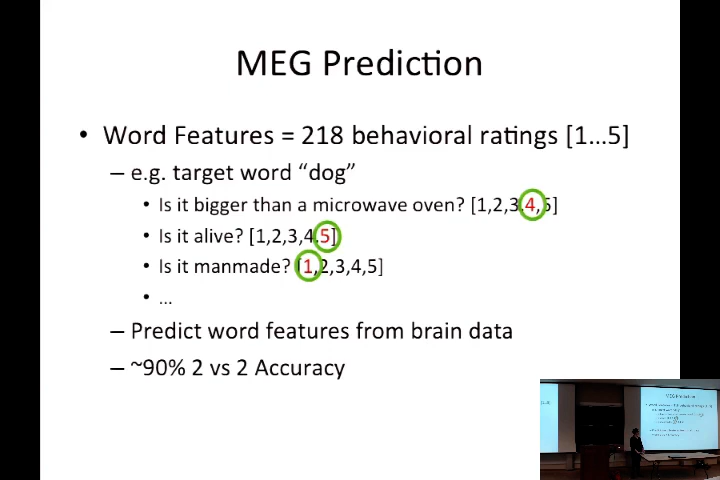 MEG Prediction
• Word Features = 218 behavioral ratings [1…5]
– e.g. target word “dog”
• Is it bigger than a microwave oven? [1,2,3,4,5]
• Is it alive? [1,2,3,4,5]
• Is it manmade? [1,2,3,4,5]
• …
– Predict word features from brain data
– ~90% 2 vs 2 Accuracy
MEG Prediction